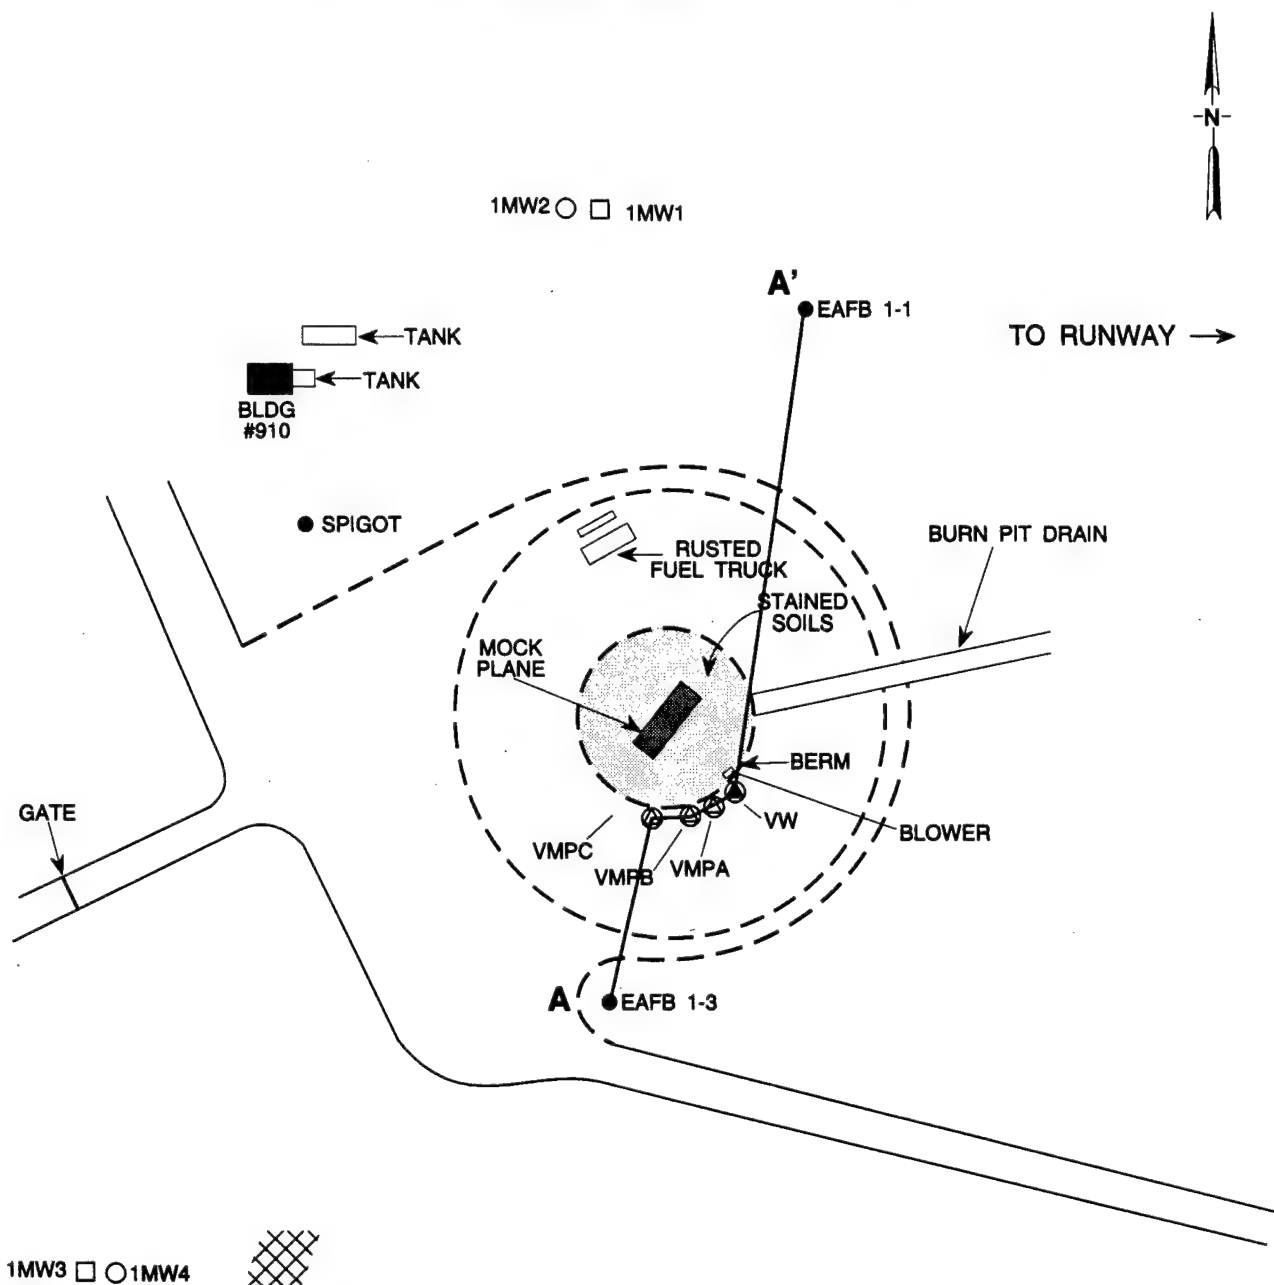 -N-
1MW2 1MW1
A'
EAFB 1-1
TO RUNWAY
TANK
TANK
BLDG
#910
SPIGOT
BURN PIT DRAIN
RUSTED
FUEL TRUCK
STAINED
SOILS
MOCK
PLANE
BERM
GATE
VW
BLOWER
VMPC
VMPB
VMPA
A
EAFB 1-3
1MW3 1MW4